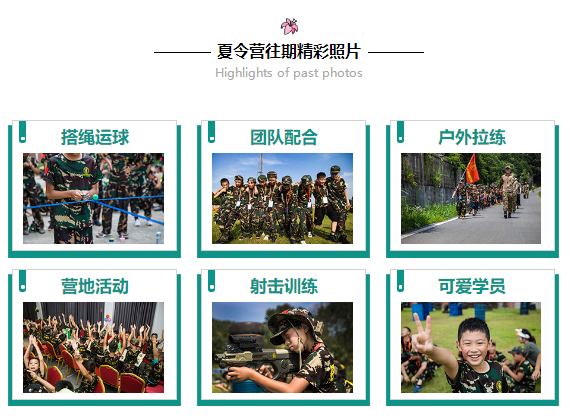 夏令营往期精彩照片
Highlights of past photos
搭绳运球
团队配合
户外拉练
营地活动
射击训练
可爱学员